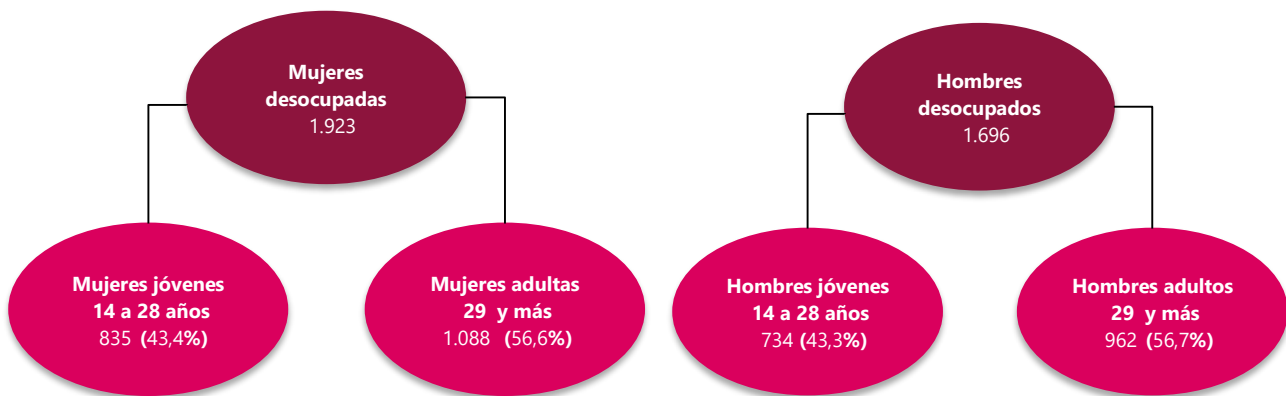 Mujeres
desocupadas
1.923
Hombres
desocupados
1.696
Mujeres jóvenes
14 a 28 años
835 (43,4%)
Mujeres adultas
29 y más
1.088 (56,6%)
Hombres jóvenes
14 a 28 años
734 (43,3%)
Hombres adultos
29 y más
962 (56,7%)